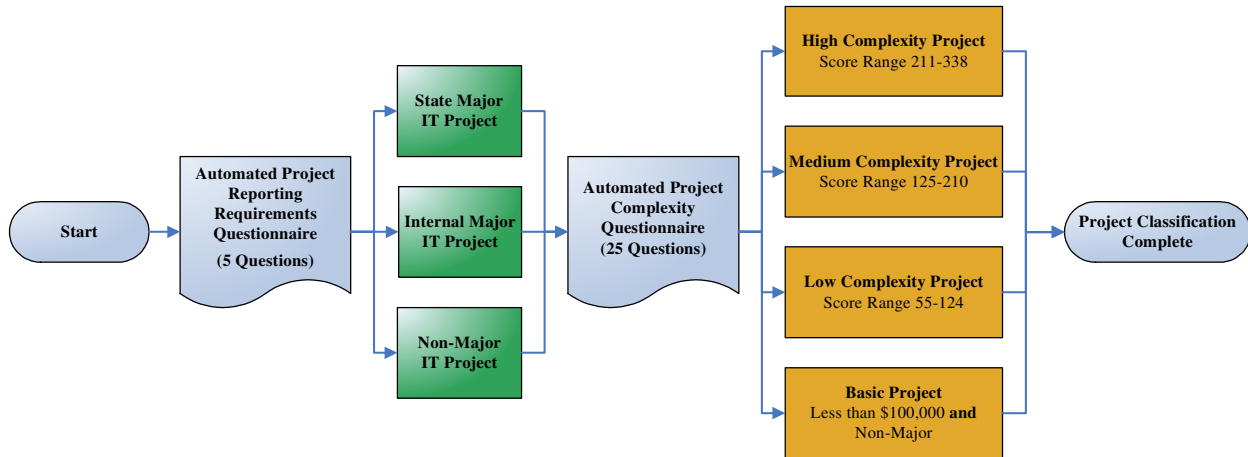 Start
Automated Project
Reporting
Requirements
Questionnaire
(5 Questions)
State Major
IT Project
Internal Major
IT Project
Non-Major
IT Project
Automated Project
Complexity
Questionnaire
(25 Questions)
High Complexity Project
Score Range 211-338
Medium Complexity Project
Score Range 125-210
Low Complexity Project
Score Range 55-124
Basic Project
Less than $100,000 and
Non-Major
Project Classification
Complete